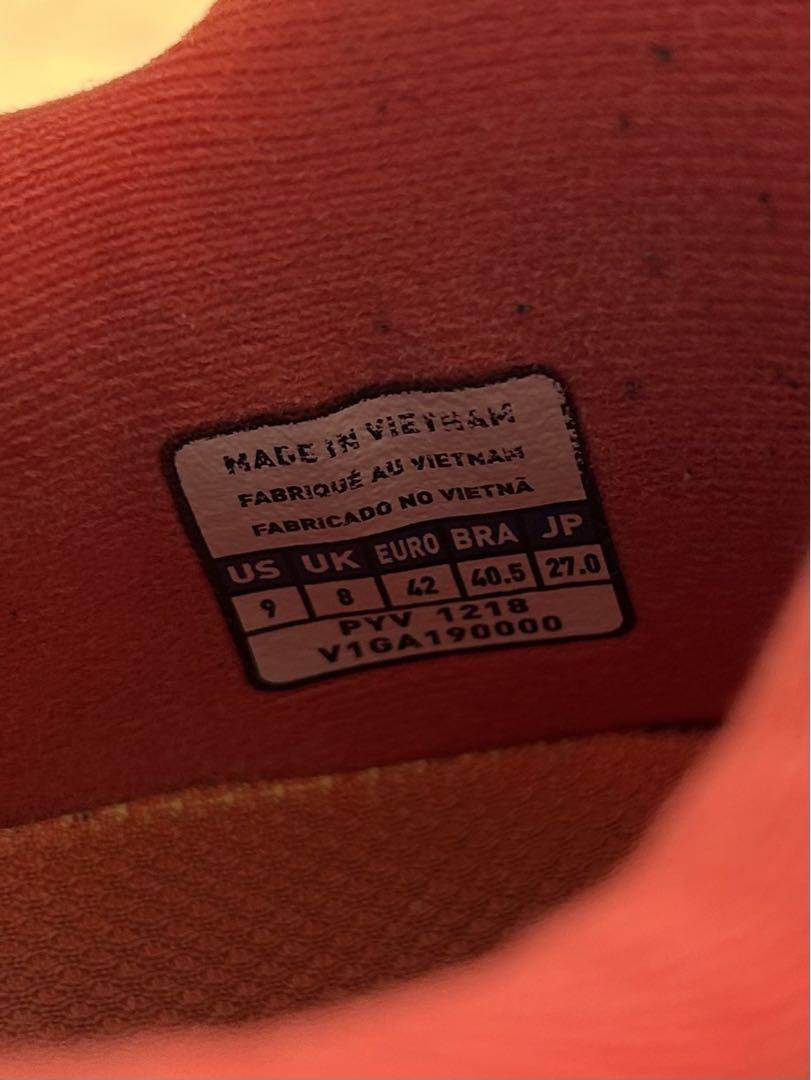 MADE IN VIETNAM
FABRIQUÉ AU VIETNAM
FABRICADO NO VIETNÃ
US UK EURO BRA JP
9 8 42 40.5 27.0
PYV 1218
V1GA190000